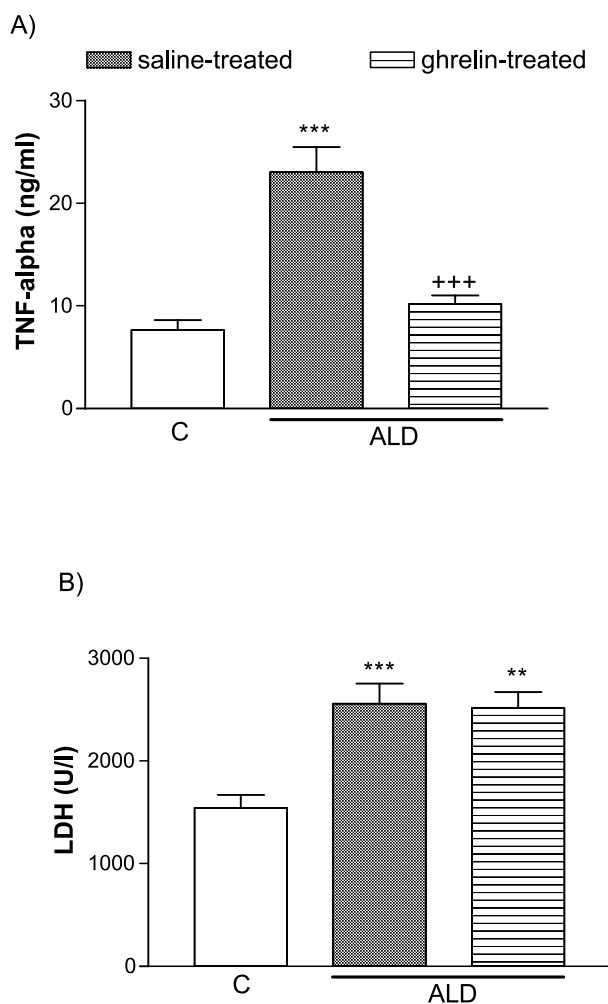 A)
saline-treated ghrelin-treated
TNF-alpha (ng/ml)
30
20
10
0
***
+++
C
ALD
B)
LDH (U/l)
3000
2000
1000
0
***
**
C
ALD